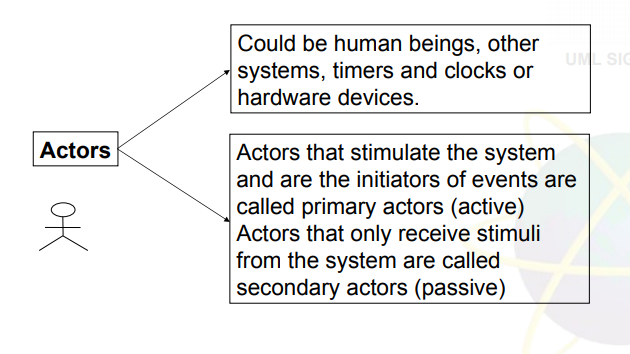 Could be human beings, other
systems, timers and clocks or
hardware devices.
UML SIG
Actors
Actors that stimulate the system
and are the initiators of events are
called primary actors (active)
Actors that only receive stimuli
from the system are called
secondary actors (passive)